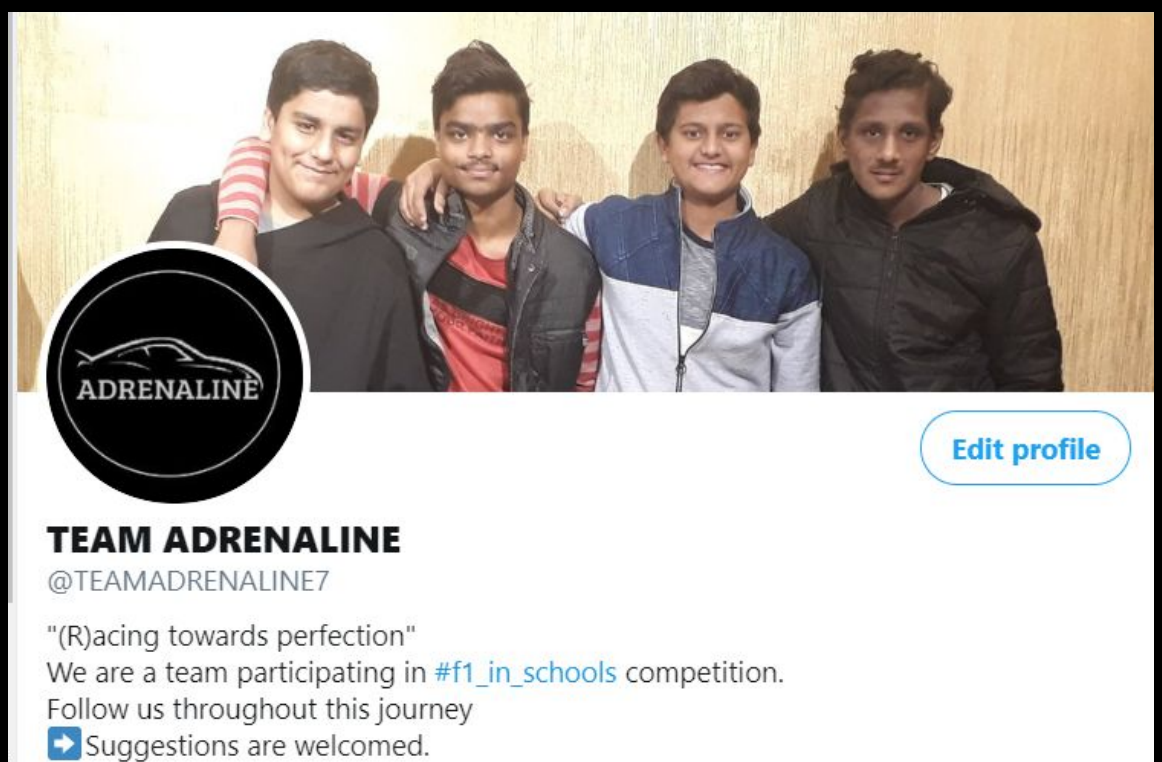 ADRENALINE
Edit profile
TEAM ADRENALINE
@TEAMADRENALINE7
"(R)acing towards perfection"
We are a team participating in #f1_in_schools competition.
Follow us throughout this journey
➡Suggestions are welcomed.